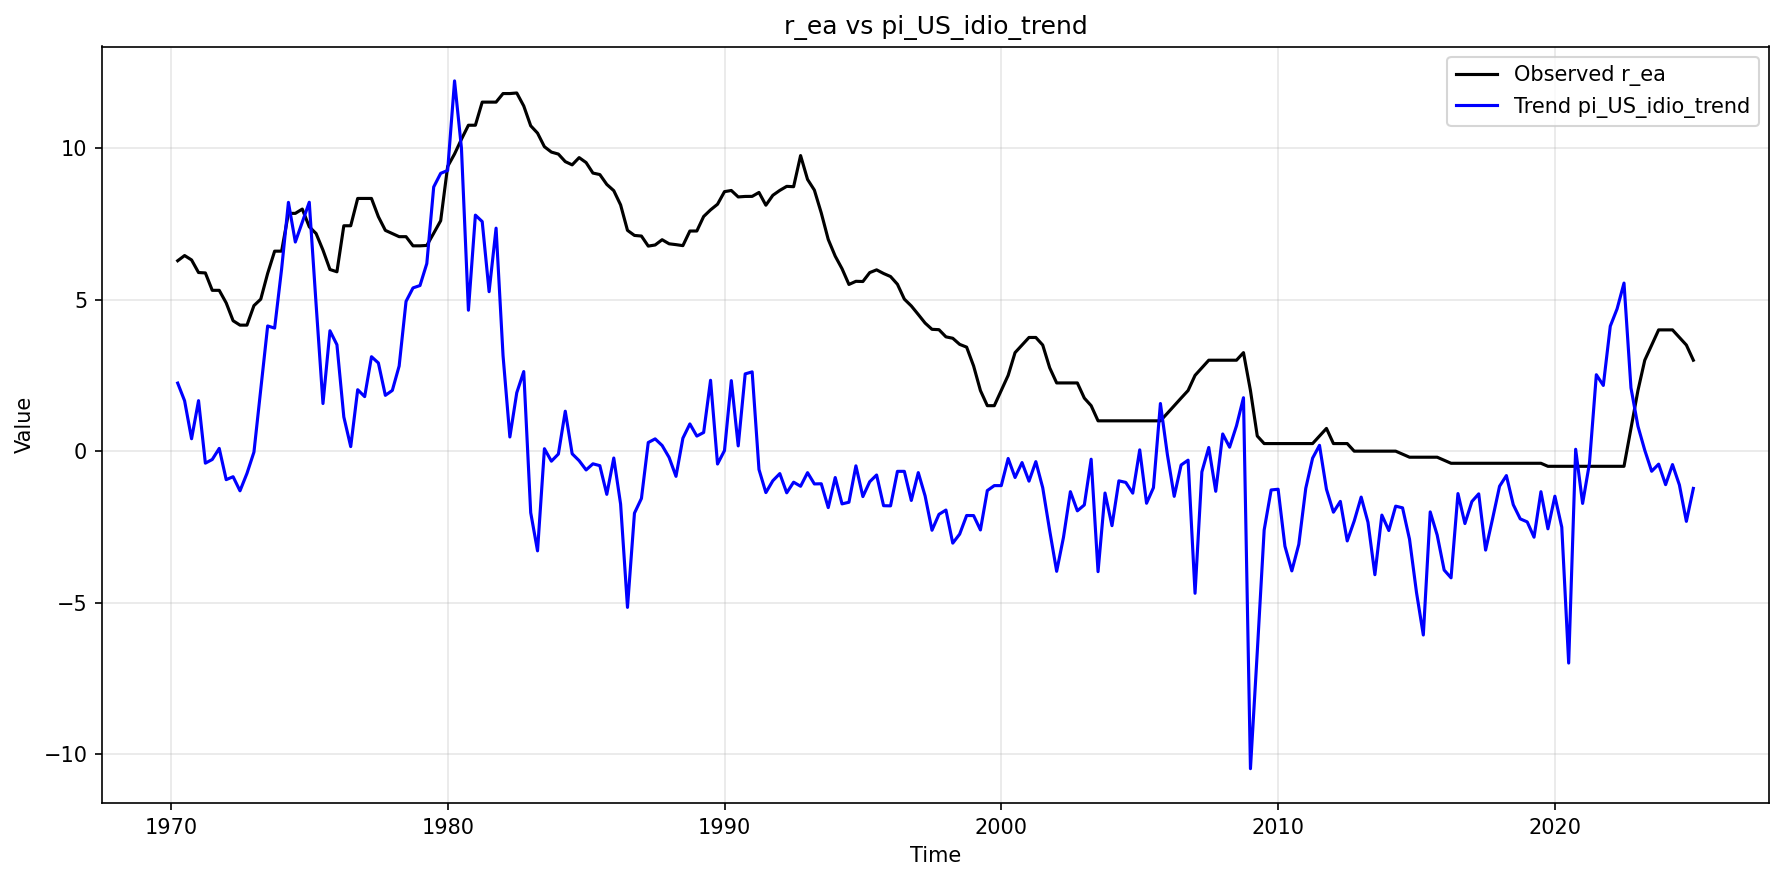 r_ea vs pi_US_idio_trend
Observed r_ea
Trend pi_US_idio_trend
Value
10
5
0
−5
−10
1970
1980
1990
2000
2010
2020
Time